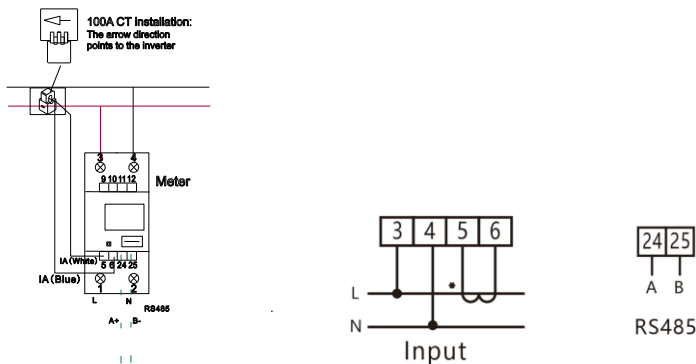 100A CT installation:
The arrow direction
points to the inverter
3 4
9 10 11 12
Meter
IA (White)
5 6 24 25
IA (Blue)
1 2
L N
RS485
A+ B-
3 4 5 6
*
L
N
Input
24 25
A B
RS485